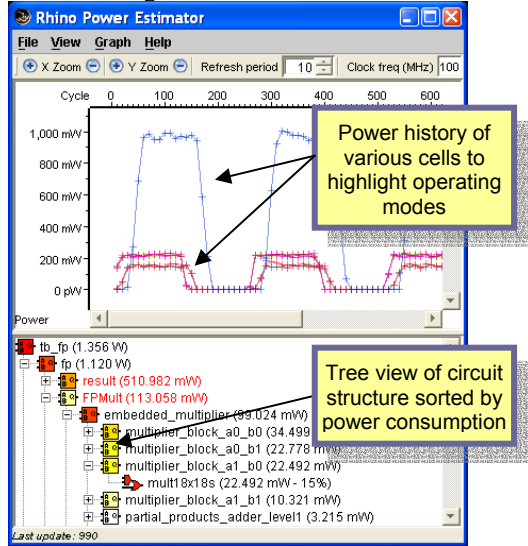 Rhino Power Estimator
File View Graph Help
X Zoom Y Zoom Refresh period 10 Clock freq (MHz) 100
Cycle 0 100 200 300 400 500 600
1,000 mW
800 mW
600 mW
400 mW
200 mW
0 pW
Power
Power history of
various cells to
highlight operating
modes
tb_fp (1.356 W)
fp (1.120 W)
result (510.982 mW)
FPMult (113.058 mW)
embedded_multiplier (99.024 mW)
multiplier_block_a0_b0 (34.499
multiplier_block_a0_b1 (22.778 mW)
multiplier_block_a1_b0 (22.492 mW)
mult18x18s (22.492 mW - 15%)
multiplier_block_a1_b1 (10.321 mW)
partial_products_adder_level1 (3.215 mW)
Tree view of circuit
structure sorted by
power consumption
Last update: 990